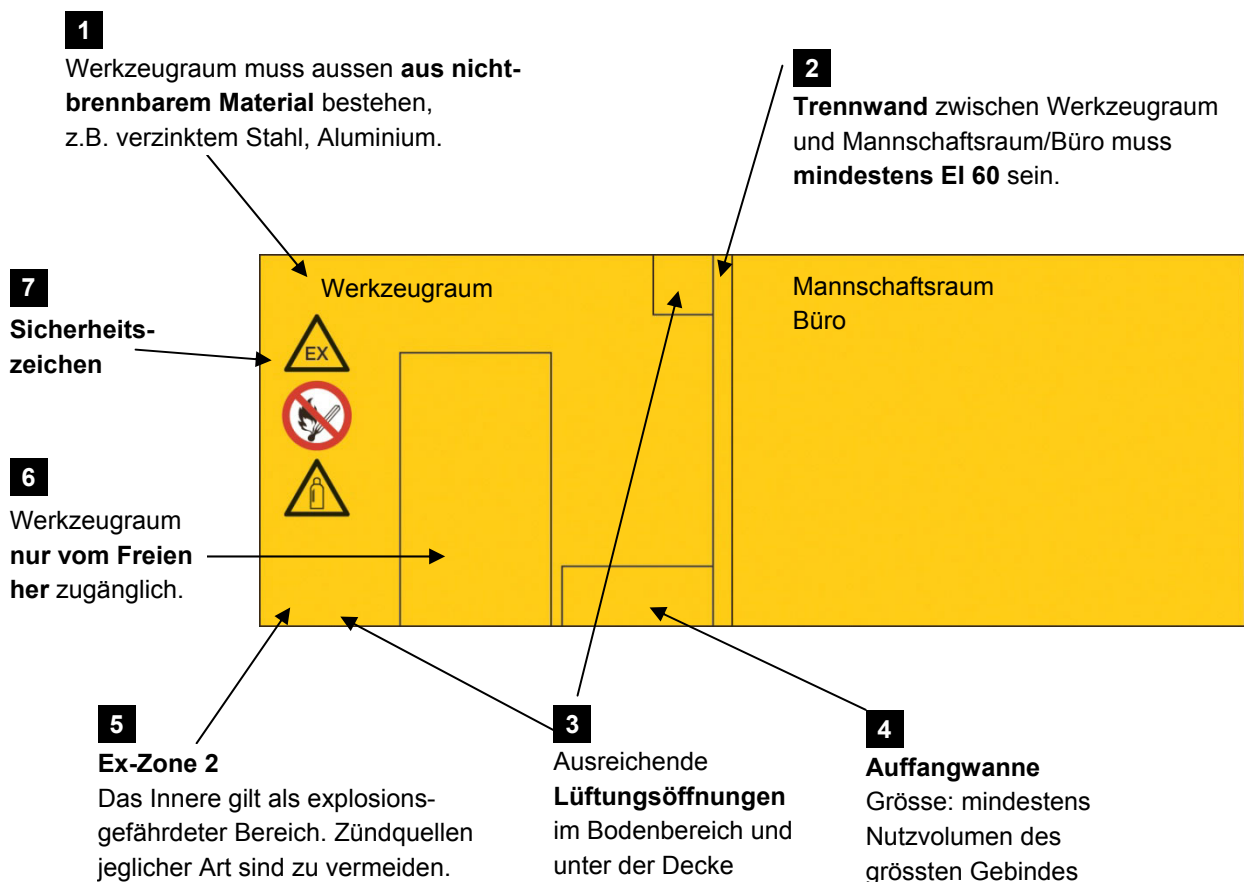 1
Werkzeugraum muss aussen aus nicht-
brennbarem Material bestehen,
z.B. verzinktem Stahl, Aluminium.
2
Trennwand zwischen Werkzeugraum
und Mannschaftsraum/Büro muss
mindestens EI 60 sein.
7
Sicherheits-
zeichen
Werkzeugraum
EX
Mannschaftsraum
Büro
6
Werkzeugraum
nur vom Freien
her zugänglich.
5
Ex-Zone 2
Das Innere gilt als explosions-
gefährdeter Bereich. Zündquellen
jeglicher Art sind zu vermeiden.
3
Ausreichende
Lüftungsöffnungen
im Bodenbereich und
unter der Decke
4
Auffangwanne
Grösse: mindestens
Nutzvolumen des
grössten Gebindes